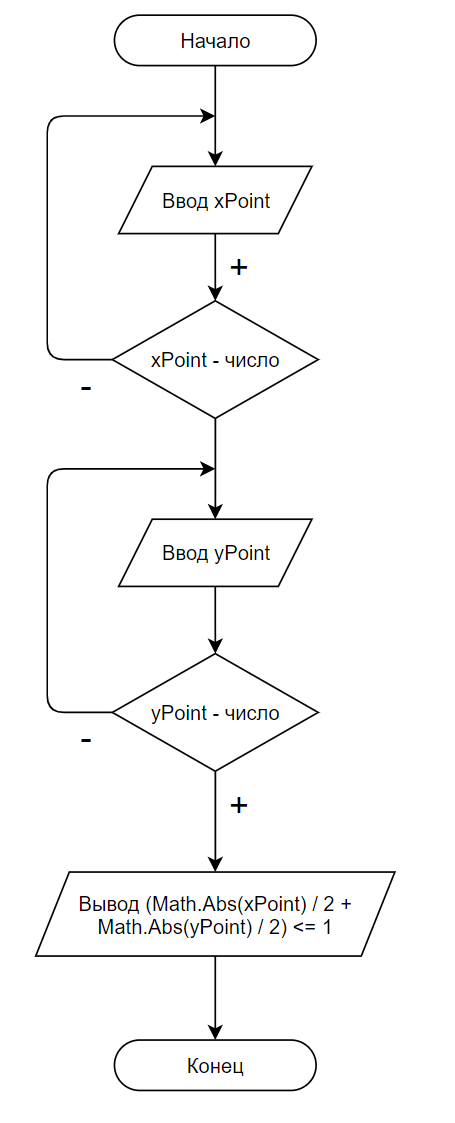 Начало
Ввод xPoint
+
xPoint - число
-
Ввод yPoint
yPoint - число
-
+
Вывод (Math.Abs(xPoint) / 2 +
Math.Abs(yPoint) / 2) <= 1
Конец